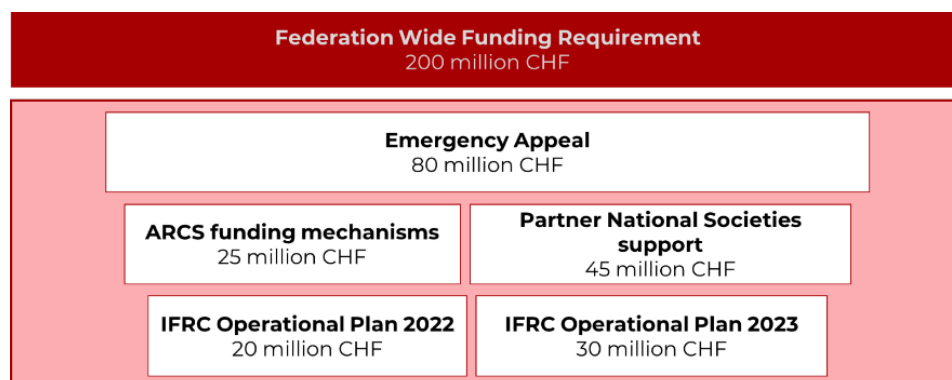 Federation Wide Funding Requirement
200 million CHF
Emergency Appeal
80 million CHF
ARCS funding mechanisms
25 million CHF
Partner National Societies
support
45 million CHF
IFRC Operational Plan 2022
20 million CHF
IFRC Operational Plan 2023
30 million CHF